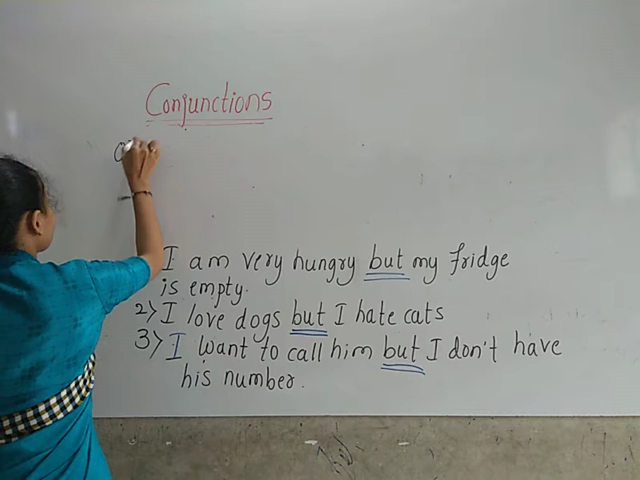 Conjunctions
I am very hungry but my fridge
is empty.
2) I love dogs but I hate cats
3) I want to call him but I don't have
his number.